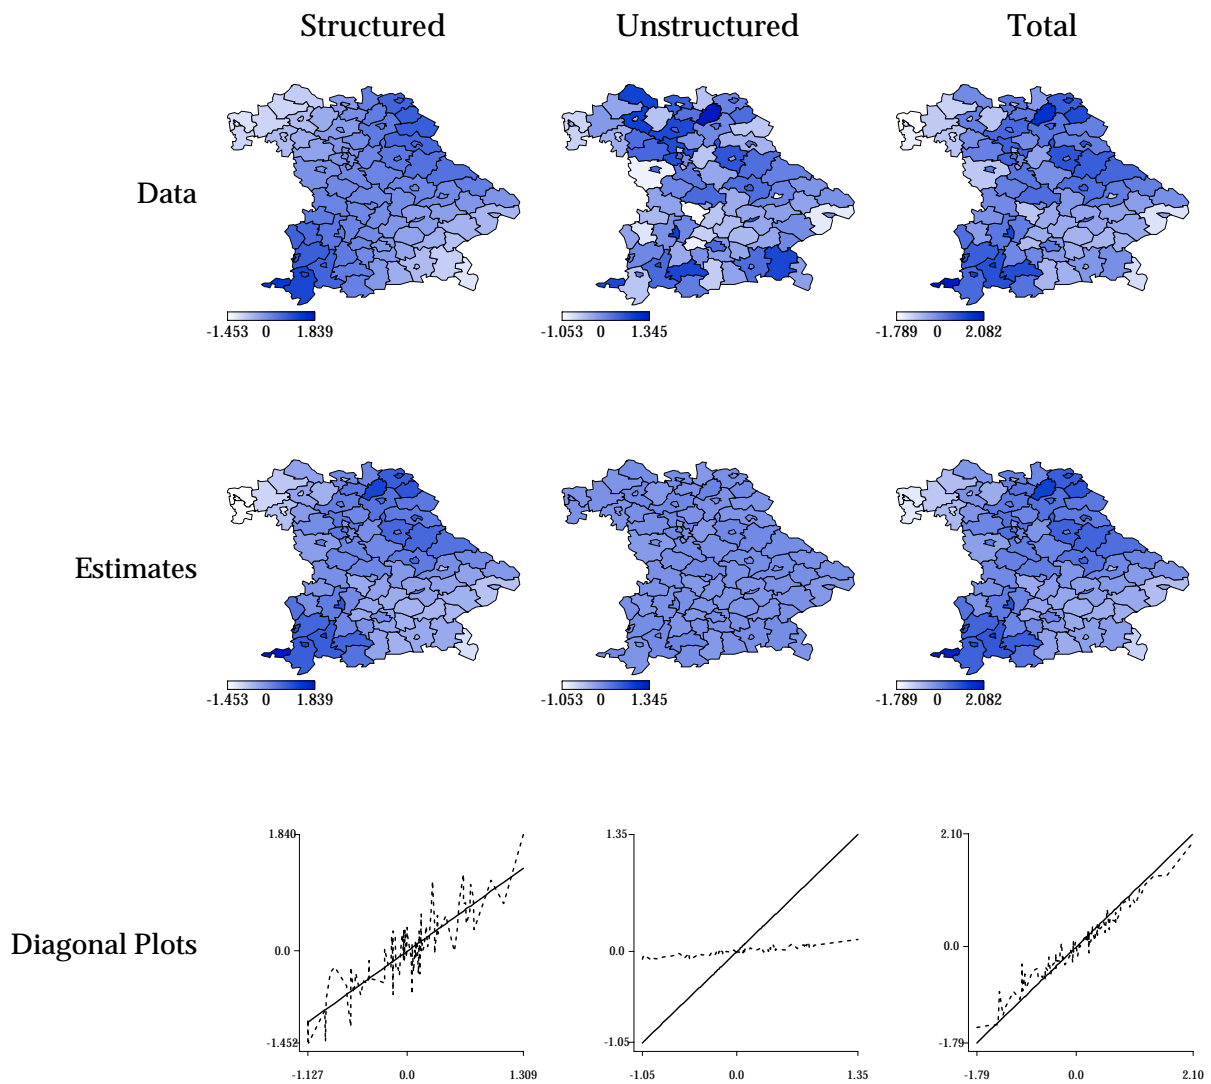 Structured Unstructured Total
Data
-1.453 0 1.839
-1.053 0 1.345
-1.789 0 2.082
Estimates
-1.453 0 1.839
-1.053 0 1.345
-1.789 0 2.082
Diagonal Plots
1.840
0.0
-1.452
-1.127 0.0 1.309
1.35
0.0
-1.05
-1.05 0.0 1.35
2.10
0.0
-1.79
-1.79 0.0 2.10